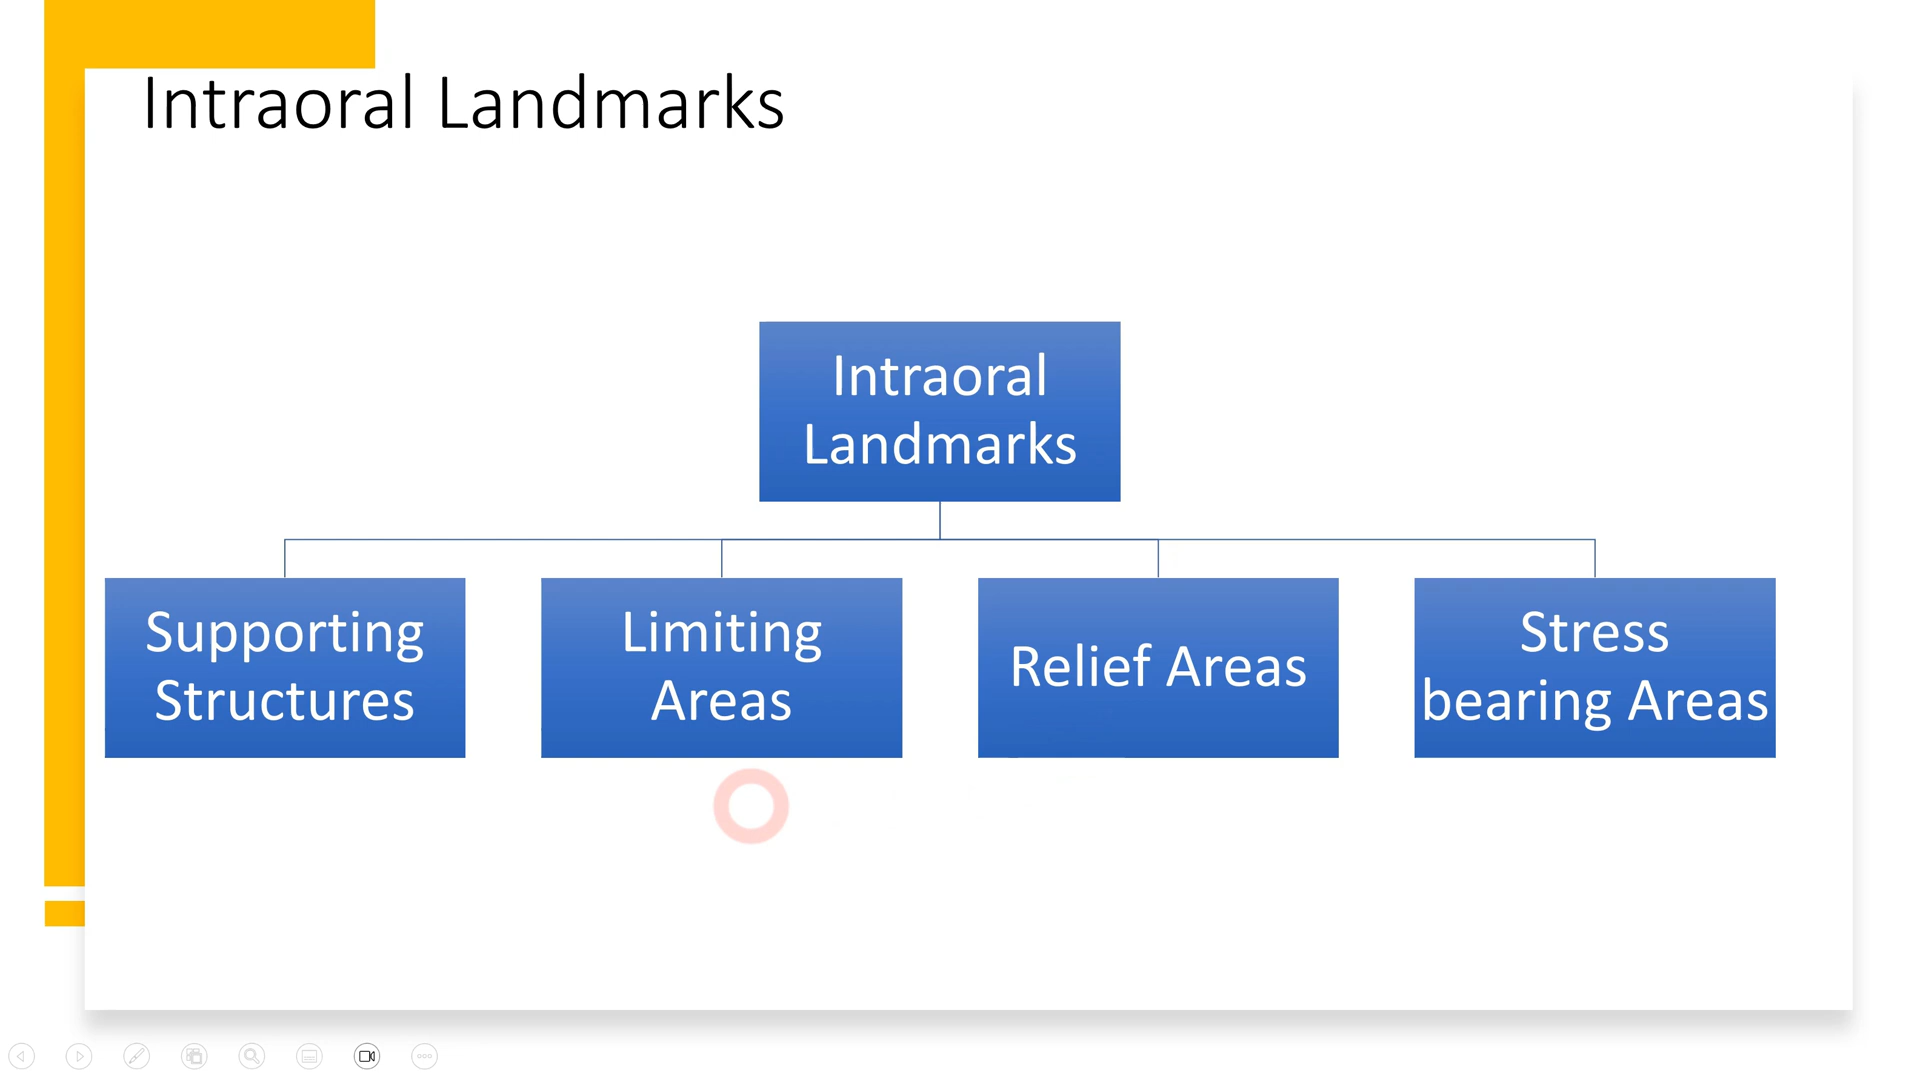 Intraoral Landmarks
Intraoral
Landmarks
Supporting
Structures
Limiting
Areas
Relief Areas
Stress
bearing Areas